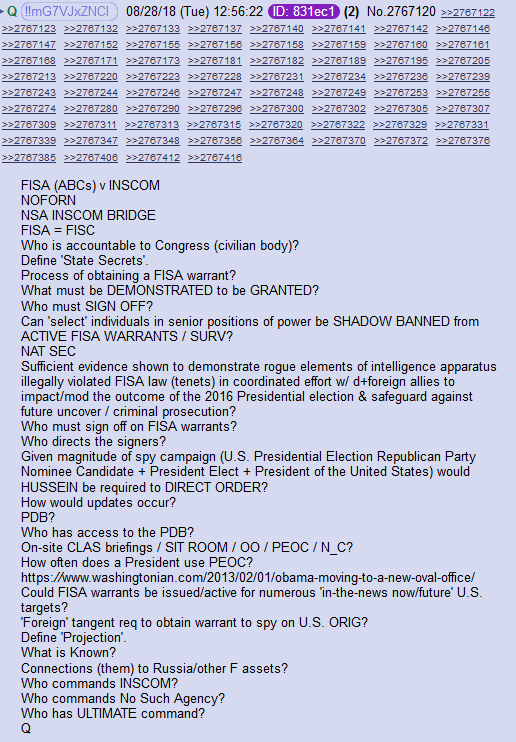 Q !!mG7VJxZNCI 08/28/18 (Tue) 12:56:22 ID: 831ec1 (2) No.2767120 >>2767122
>>2767123 >>2767132 >>2767133 >>2767137 >>2767140 >>2767141 >>2767142 >>2767146
>>2767147 >>2767152 >>2767155 >>2767156 >>2767158 >>2767159 >>2767160 >>2767161
>>2767168 >>2767171 >>2767173 >>2767181 >>2767182 >>2767189 >>2767195 >>2767205
>>2767213 >>2767220 >>2767223 >>2767228 >>2767231 >>2767234 >>2767236 >>2767239
>>2767243 >>2767244 >>2767246 >>2767247 >>2767248 >>2767249 >>2767253 >>2767255
>>2767274 >>2767280 >>2767290 >>2767296 >>2767300 >>2767302 >>2767305 >>2767307
>>2767309 >>2767311 >>2767313 >>2767315 >>2767320 >>2767322 >>2767329 >>2767331
>>2767339 >>2767347 >>2767348 >>2767356 >>2767364 >>2767370 >>2767372 >>2767376
>>2767385 >>2767406 >>2767412 >>2767416
FISA (ABCs) v INSCOM
NOFORN
NSA INSCOM BRIDGE
FISA = FISC
Who is accountable to Congress (civilian body)?
Define 'State Secrets'.
Process of obtaining a FISA warrant?
What must be DEMONSTRATED to be GRANTED?
Who must SIGN OFF?
Can 'select' individuals in senior positions of power be SHADOW BANNED from
ACTIVE FISA WARRANTS / SURV?
NAT SEC
Sufficient evidence shown to demonstrate rogue elements of intelligence apparatus
illegally violated FISA law (tenets) in coordinated effort w/ d+foreign allies to
impact/mod the outcome of the 2016 Presidential election & safeguard against
future uncover / criminal prosecution?
Who must sign off on FISA warrants?
Who directs the signers?
Given magnitude of spy campaign (U.S. Presidential Election Republican Party
Nominee Candidate + President Elect + President of the United States) would
HUSSEIN be required to DIRECT ORDER?
How would updates occur?
PDB?
Who has access to the PDB?
On-site CLAS briefings / SIT ROOM / OO / PEOC / N_C?
How often does a President use PEOC?
https://www.washingtonian.com/2013/02/01/obama-moving-to-a-new-oval-office/
Could FISA warrants be issued/active for numerous 'in-the-news now/future' U.S.
targets?
'Foreign' tangent req to obtain warrant to spy on U.S. ORIG?
Define 'Projection'.
What is Known?
Connections (them) to Russia/other F assets?
Who commands INSCOM?
Who commands No Such Agency?
Who has ULTIMATE command?
Q